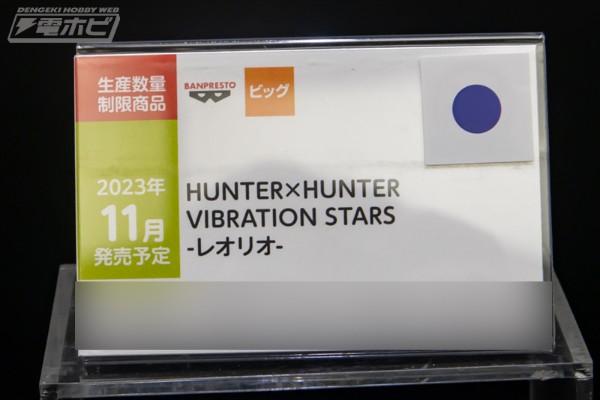 DENGEKI HOBBY WEB
電ホビ
生産数量
制限商品
BANPRESTO
ビッグ
2023年
11月
発売予定
HUNTER×HUNTER
VIBRATION STARS
-レオリオ-